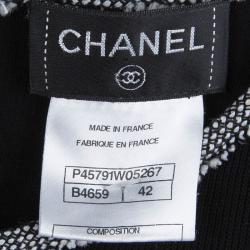 CHANEL
MADE IN FRANCE
FABRIQUE EN FRANCE
P45791W05267
B4659 42
COMPOSITION